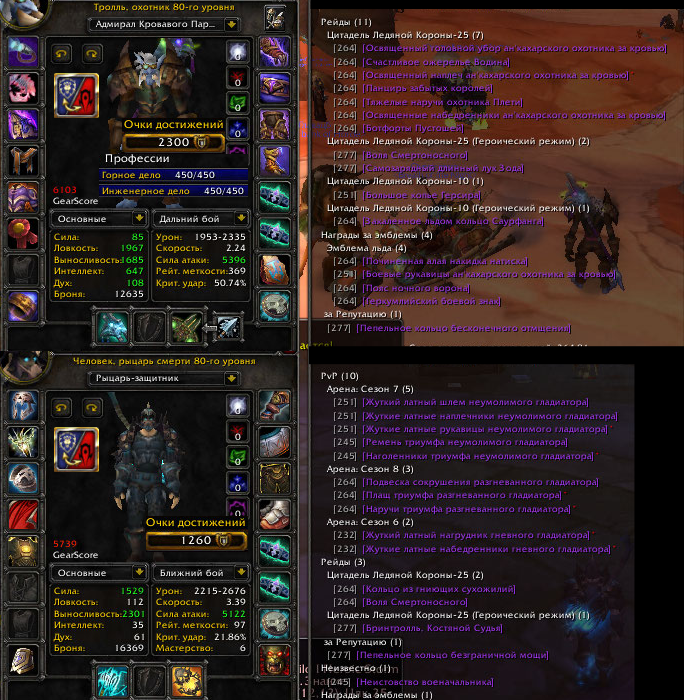 Тролль, охотник 80-го уровня
Адмирал Кровавого Пар...
0
0
0
0
Очки достижений
2300
Профессии
Горное дело 450/450
Инженерное дело 450/450
6103
GearScore
Основные
Дальний бой
Сила: 85
Ловкость: 1967
Выносливость: 1685
Интеллект: 647
Дух: 108
Броня: 12635
Урон: 1953-2335
Скорость: 2.24
Сила атаки: 5396
Рейт. меткости: 369
Крит. удар: 50.74%
Рейды (11)
Цитадель Ледяной Короны-25 (7)
[264] [Освященный головной убор ан'кахарского охотника за кровью]
[264] [Счастливое ожерелье Водина]
[264] [Освященный наплеч ан'кахарского охотника за кровью]
[264] [Панцирь забытых королей]
[264] [Тяжелые наручи охотника Плети]
[264] [Освященные набедренники ан'кахарского охотника за кровью]
[264] [Ботфорты Пустошей]
Цитадель Ледяной Короны-25 (Героический режим) (2)
[277] [Воля Смертоносного]
[277] [Самозарядный длинный лук Зода]
Цитадель Ледяной Короны-10 (1)
[251] [Большое копье Герсира]
Цитадель Ледяной Короны-10 (Героический режим) (1)
[264] [Закаленное льдом кольцо Саурфанга]
Награды за эмблемы (4)
Эмблема льда (4)
[264] [Починенная алая накидка натиска]
[251] [Боевые рукавицы ан'кахарского охотника за кровью]
[264] [Пояс ночного ворона]
[264] [Геркумлийский боевой знак]
за Репутацию (1)
[277] [Пепельное кольцо бесконечного отмщения]
Человек, рыцарь смерти 80-го уровня
Рыцарь-защитник
0
0
0
Очки достижений
1260
5739
GearScore
Основные
Ближний бой
Сила: 1529
Ловкость: 112
Выносливость: 2301
Интеллект: 35
Дух: 61
Броня: 16369
Урон: 2215-2676
Скорость: 3.39
Сила атаки: 5122
Рейт. меткости: 97
Крит. удар: 21.86%
Мастерство: 6
PvP (10)
Арена: Сезон 7 (5)
[251] [Жуткий латный шлем неумолимого гладиатора]
[251] [Жуткие латные наплечники неумолимого гладиатора]
[251] [Жуткие латные рукавицы неумолимого гладиатора]
[245] [Ремень триумфа неумолимого гладиатора]
[245] [Наголенники триумфа неумолимого гладиатора]
Арена: Сезон 8 (3)
[264] [Подвеска сокрушения разгневанного гладиатора]
[264] [Плащ триумфа разгневанного гладиатора]
[264] [Наручи триумфа разгневанного гладиатора]
Арена: Сезон 6 (2)
[232] [Жуткий латный нагрудник гневного гладиатора]
[232] [Жуткие латные набедренники гневного гладиатора]
Рейды (3)
Цитадель Ледяной Короны-25 (2)
[264] [Кольцо из гниющих сухожилий]
[264] [Воля Смертоносного]
Цитадель Ледяной Короны-25 (Героический режим) (1)
[277] [Бринтролль, Костяной Судья]
за Репутацию (1)
[277] [Пепельное кольцо безграничной мощи]
Неизвестно (1)
[245] [Неистовство военачальника]
Награды за эмблемы (1)